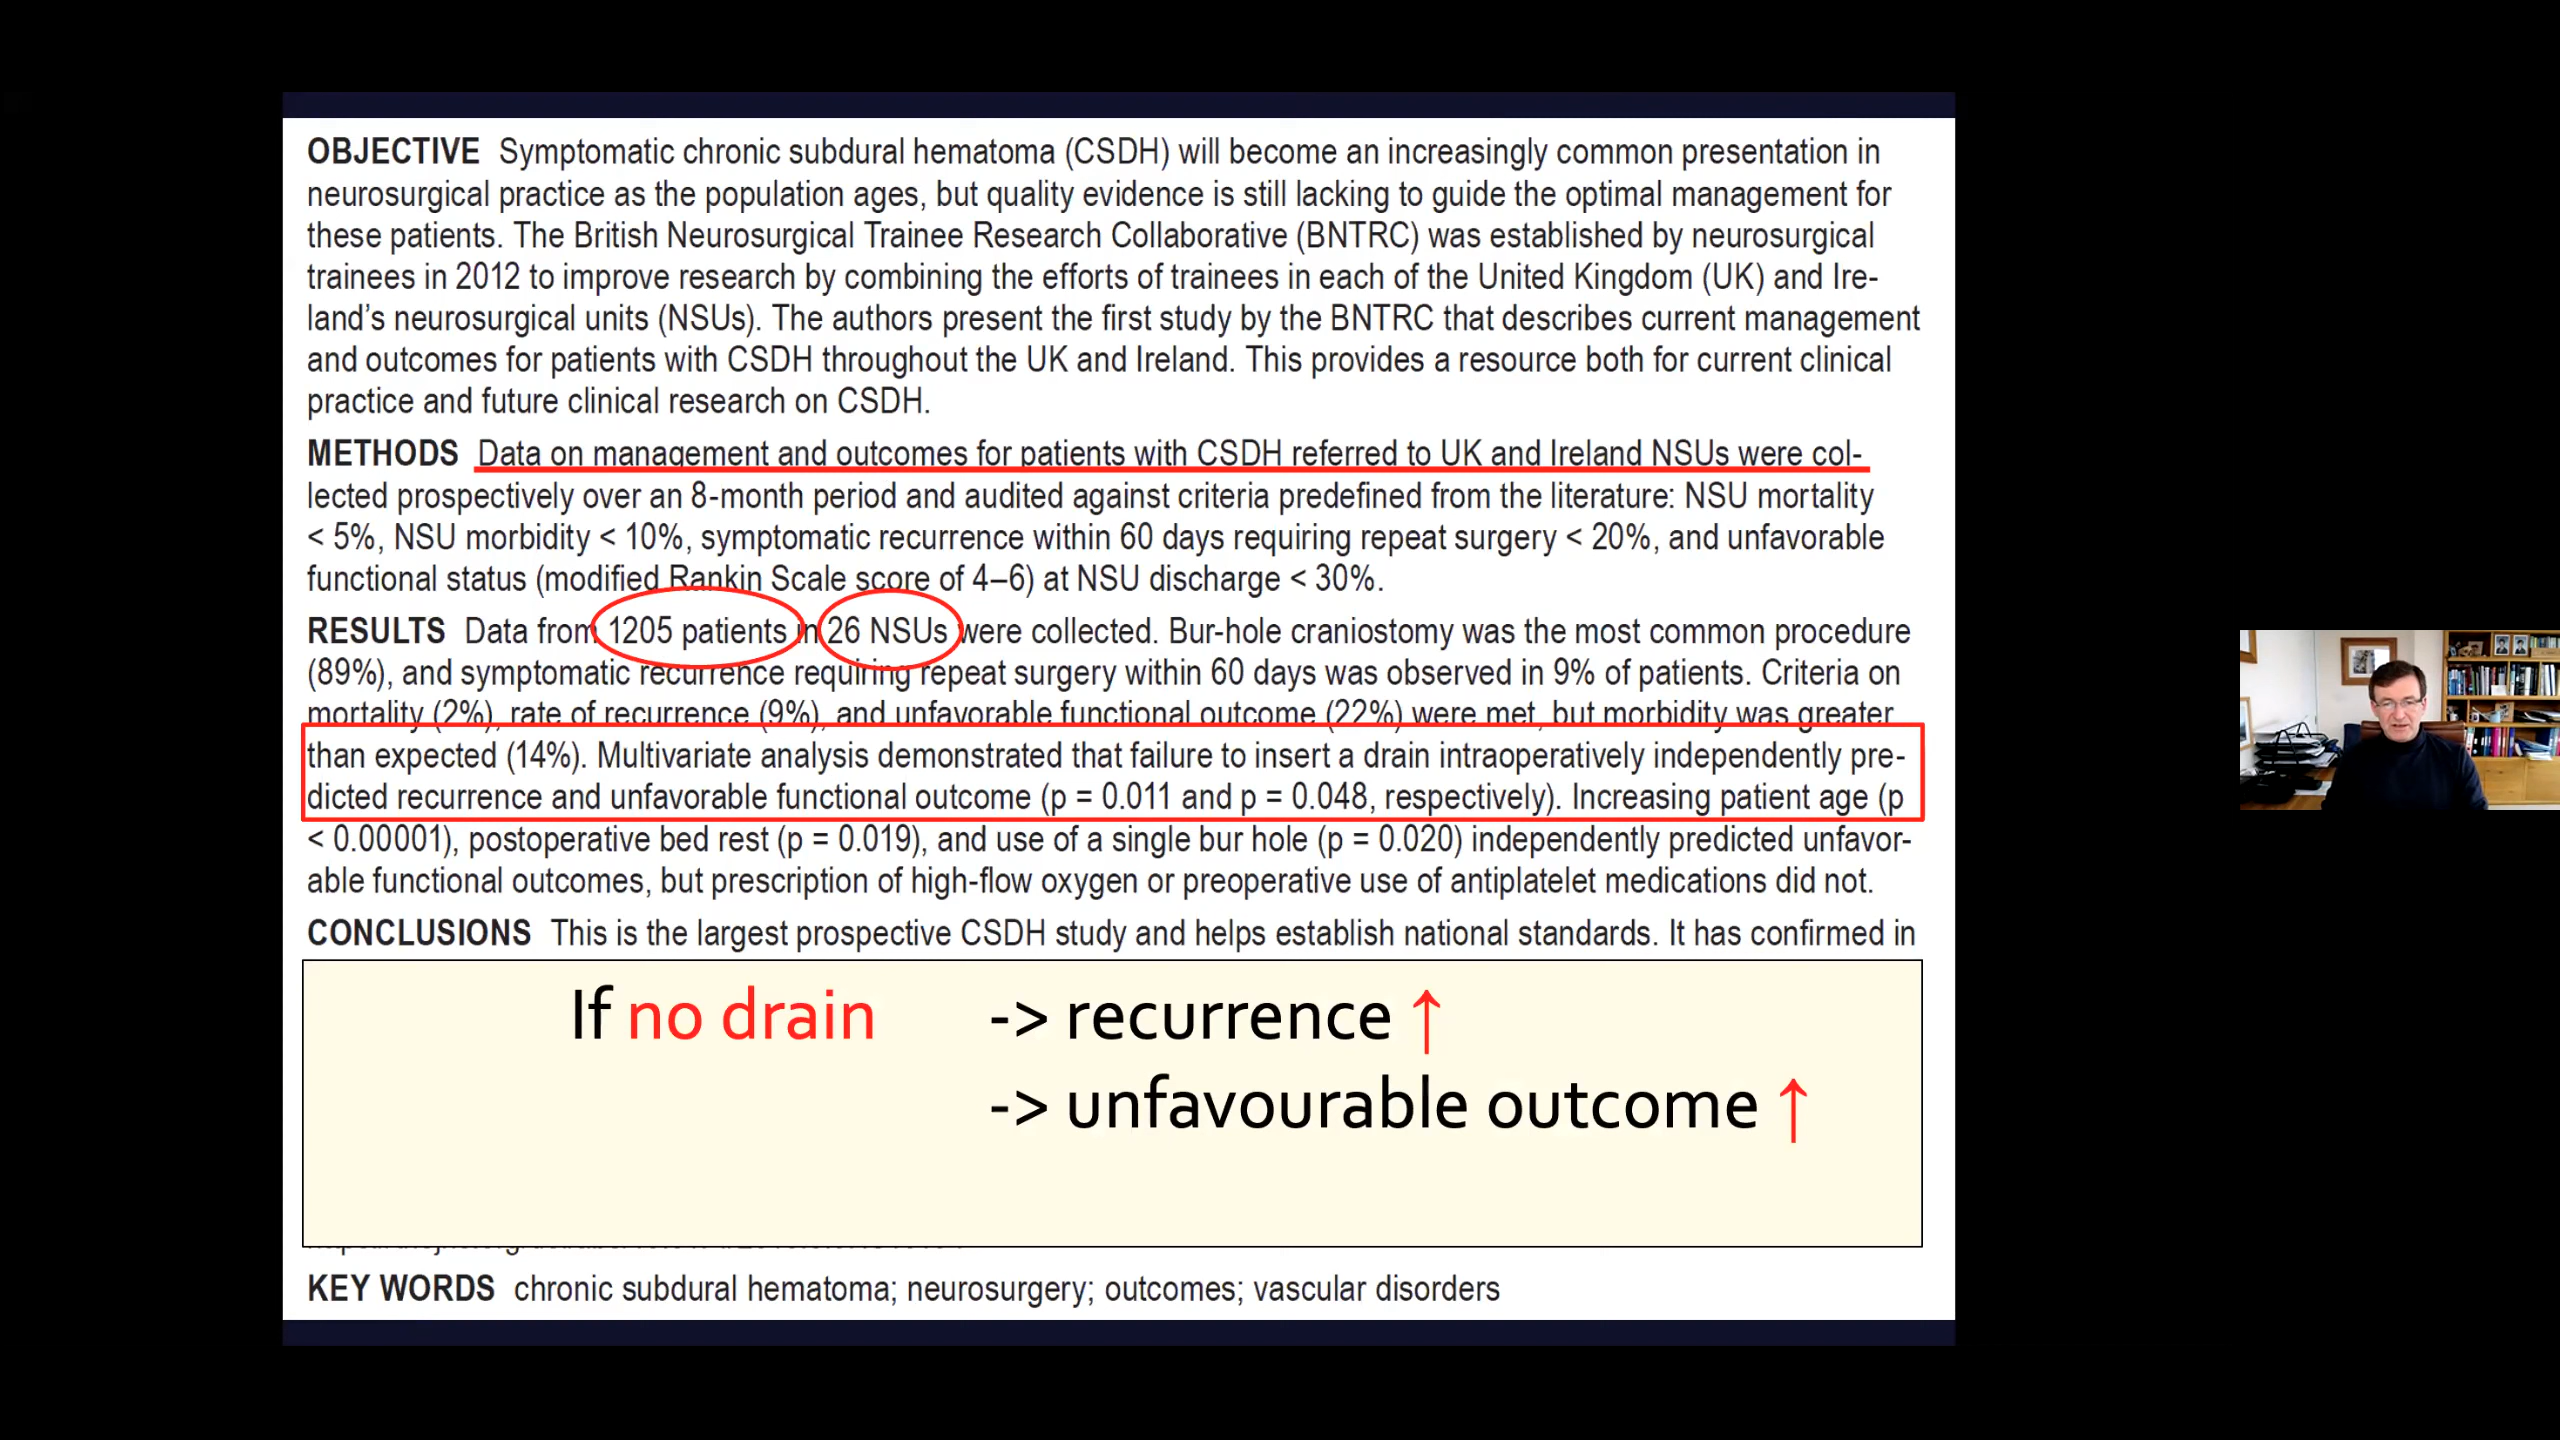 OBJECTIVE Symptomatic chronic subdural hematoma (CSDH) will become an increasingly common presentation in
neurosurgical practice as the population ages, but quality evidence is still lacking to guide the optimal management for
these patients. The British Neurosurgical Trainee Research Collaborative (BNTRC) was established by neurosurgical
trainees in 2012 to improve research by combining the efforts of trainees in each of the United Kingdom (UK) and Ire-
land’s neurosurgical units (NSUs). The authors present the first study by the BNTRC that describes current management
and outcomes for patients with CSDH throughout the UK and Ireland. This provides a resource both for current clinical
practice and future clinical research on CSDH.
METHODS Data on management and outcomes for patients with CSDH referred to UK and Ireland NSUs were col-
lected prospectively over an 8-month period and audited against criteria predefined from the literature: NSU mortality
< 5%, NSU morbidity < 10%, symptomatic recurrence within 60 days requiring repeat surgery < 20%, and unfavorable
functional status (modified Rankin Scale score of 4–6) at NSU discharge < 30%.
RESULTS Data from 1205 patients in 26 NSUs were collected. Bur-hole craniostomy was the most common procedure
(89%), and symptomatic recurrence requiring repeat surgery within 60 days was observed in 9% of patients. Criteria on
mortality (2%), rate of recurrence (9%), and unfavorable functional outcome (22%) were met, but morbidity was greater
than expected (14%). Multivariate analysis demonstrated that failure to insert a drain intraoperatively independently pre-
dicted recurrence and unfavorable functional outcome (p = 0.011 and p = 0.048, respectively). Increasing patient age (p
< 0.00001), postoperative bed rest (p = 0.019), and use of a single bur hole (p = 0.020) independently predicted unfavor-
able functional outcomes, but prescription of high-flow oxygen or preoperative use of antiplatelet medications did not.
CONCLUSIONS This is the largest prospective CSDH study and helps establish national standards. It has confirmed in
If no drain -> recurrence ↑
-> unfavourable outcome ↑
KEY WORDS chronic subdural hematoma; neurosurgery; outcomes; vascular disorders